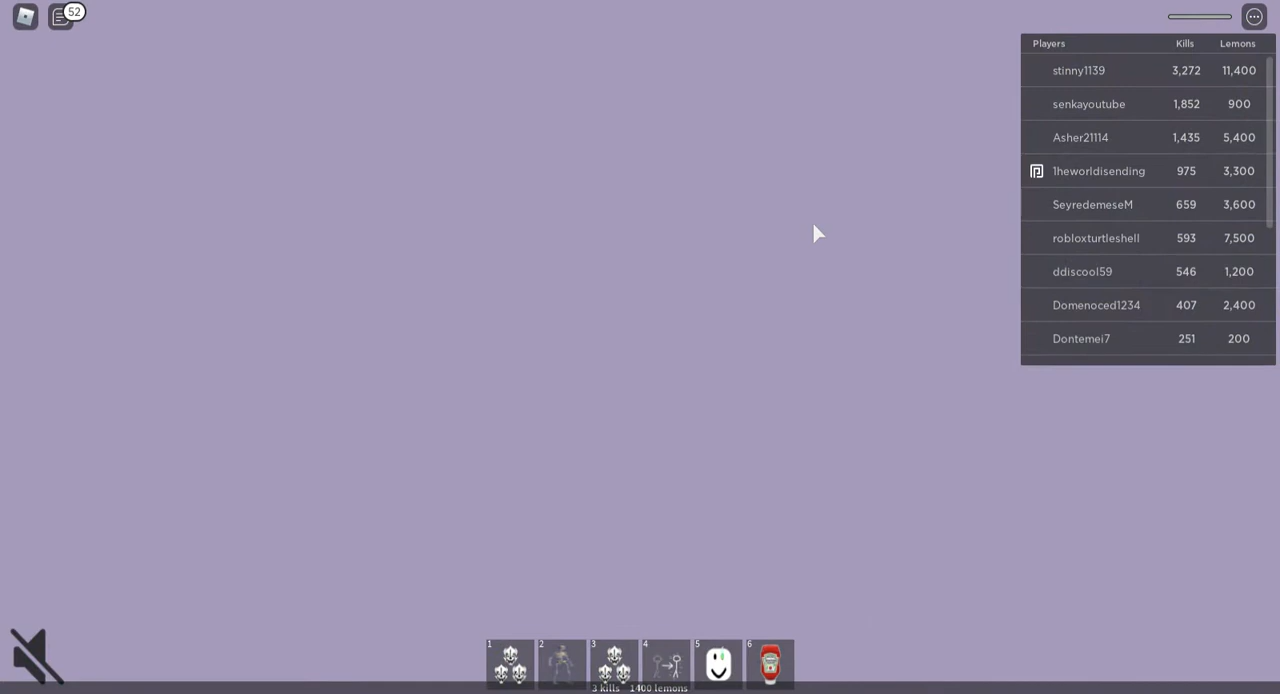 52
Players Kills Lemons
stinny1139 3,272 11,400
senkayoutube 1,852 900
Asher21114 1,435 5,400
1heworldisending 975 3,300
SeyredemeseM 659 3,600
robloxturtleshell 593 7,500
ddiscool59 546 1,200
Domenoced1234 407 2,400
Dontemei7 251 200
1 2 3 4 5 6
3 kills 1400 lemons